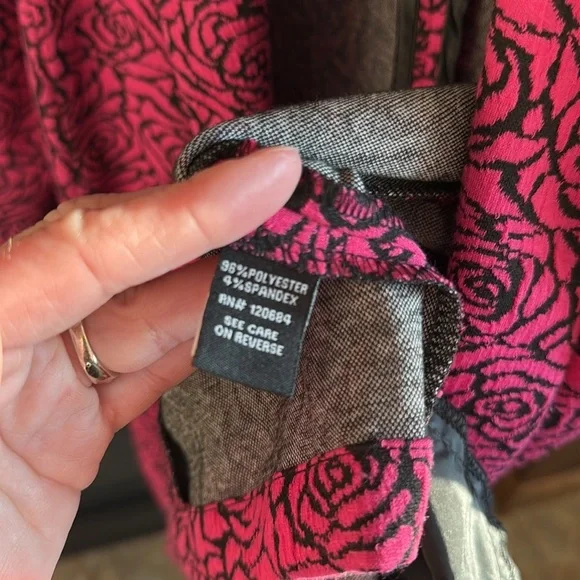 96%POLYESTER
4%SPANDEX
RN# 120684
SEE CARE
ON REVERSE